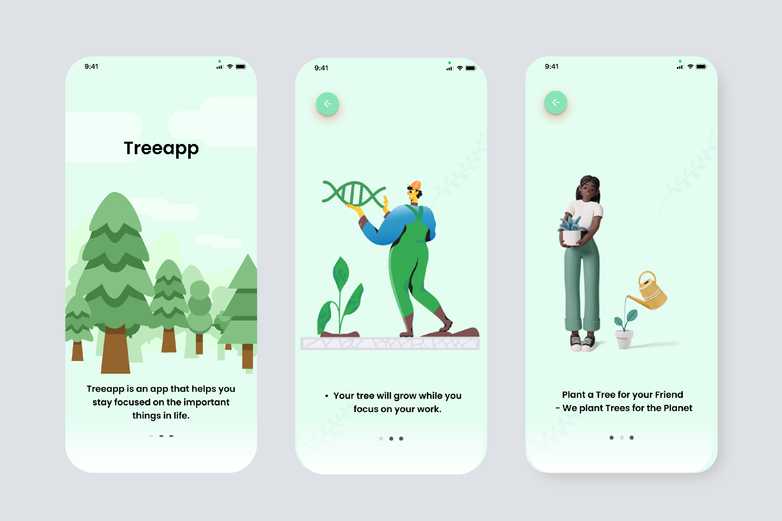 9:41
Treeapp
Treeapp is an app that helps you
stay focused on the important
things in life.
9:41
• Your tree will grow while you
focus on your work.
9:41
Plant a Tree for your Friend
- We plant Trees for the Planet